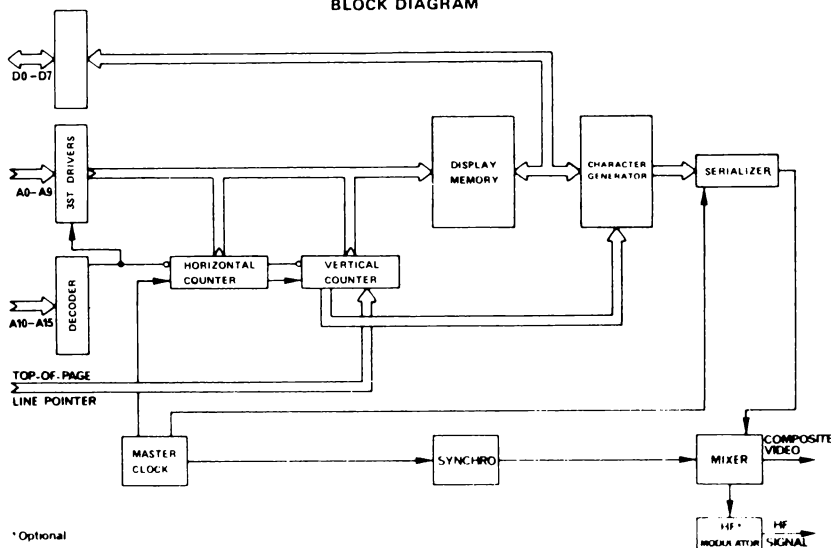 BLOCK DIAGRAM
D0-D7
3ST DRIVERS
A0-A9
DISPLAY
MEMORY
CHARACTER
GENERATOR
SERIALIZER
DECODER
HORIZONTAL
COUNTER
VERTICAL
COUNTER
A10-A15
TOP-OF-PAGE
LINE POINTER
MASTER
CLOCK
SYNCHRO
MIXER
COMPOSITE
VIDEO
*Optional
HF*
MODULATOR
HF
SIGNAL